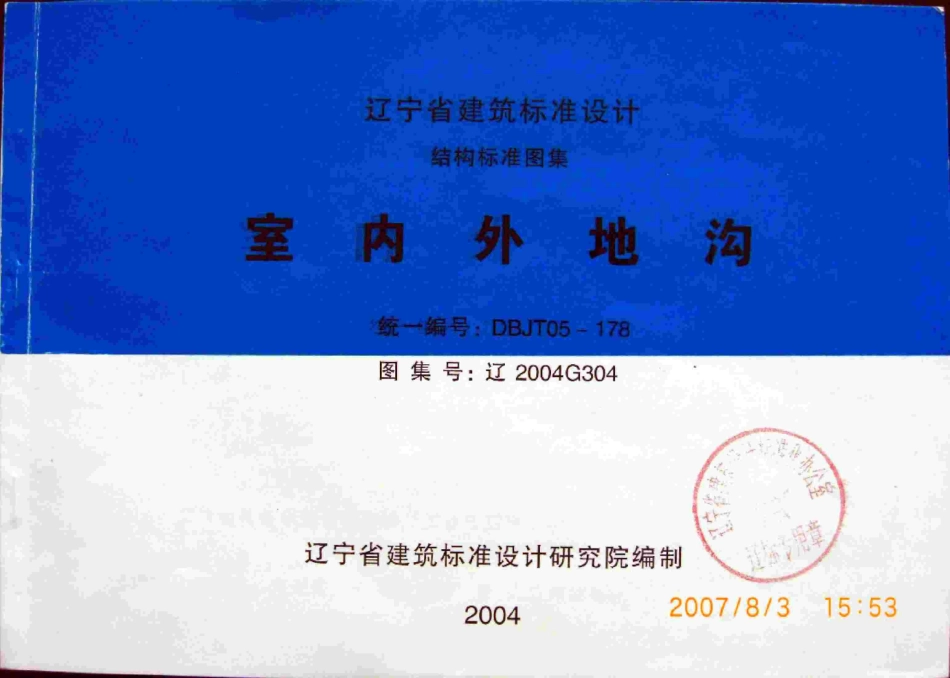 辽宁省建筑标准设计
结构标准图集
室内外地沟
统一编号：DBJT05-178
图集号：辽 2004G304
辽宁省建筑标准设计研究院编制
2004
2007/8/3 15:53